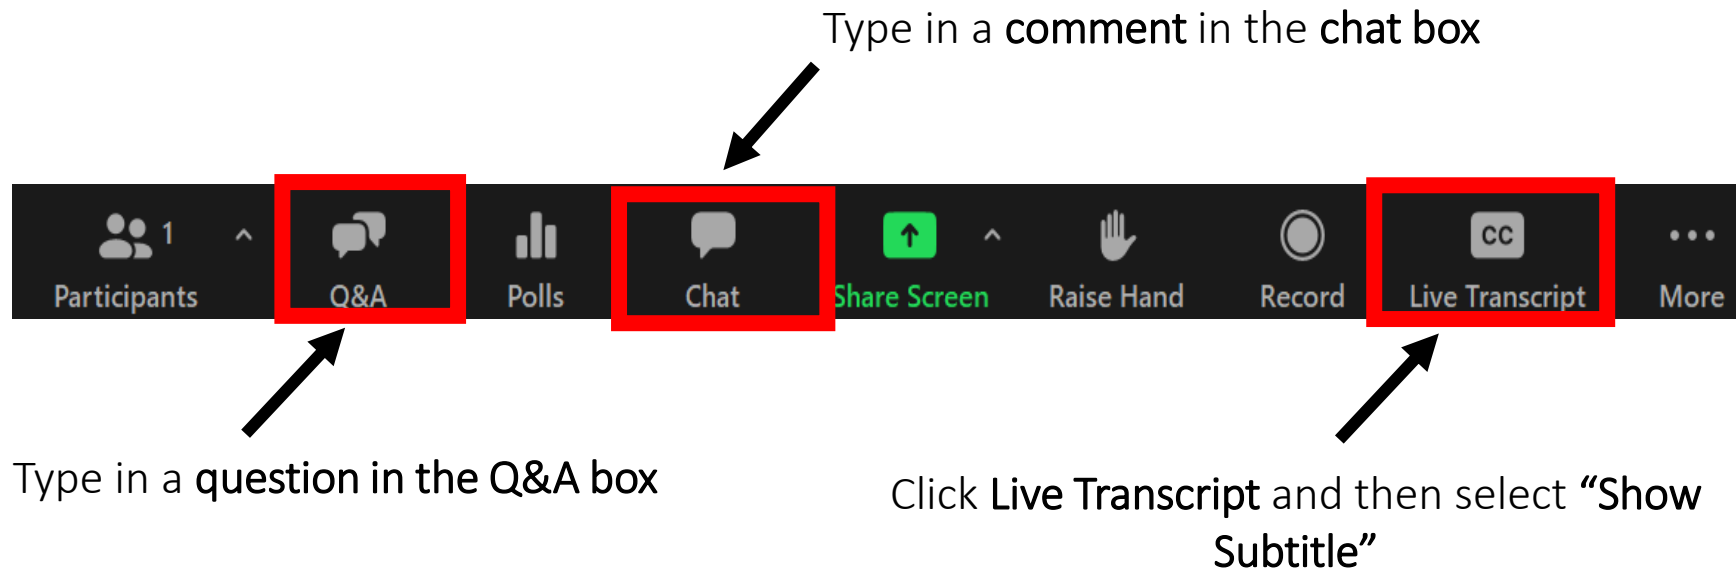 Type in a comment in the chat box
1
Participants
Q&A
Polls
Chat
Share Screen
Raise Hand
Record
CC
Live Transcript
More
Type in a question in the Q&A box
Click Live Transcript and then select “Show
Subtitle”